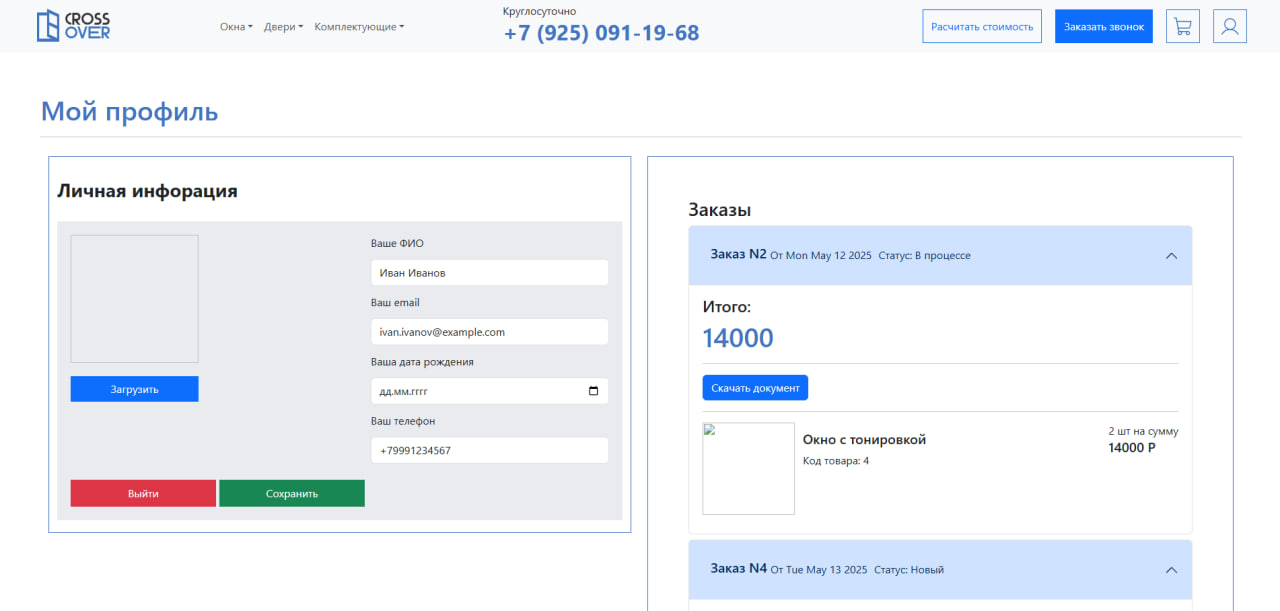 CROSS
OVER
Окна
Двери
Комплектующие
Круглосуточно
+7 (925) 091-19-68
Расчитать стоимость
Заказать звонок
Мой профиль
Личная инфорация
Ваше ФИО
Иван Иванов
Ваш email
ivan.ivanov@example.com
Ваша дата рождения
дд.мм.гггг
Загрузить
Ваш телефон
+79991234567
Выйти
Сохранить
Заказы
Заказ N2 От Mon May 12 2025 Статус: В процессе
Итого:
14000
Скачать документ
Окно с тонировкой
Код товара: 4
2 шт на сумму
14000 Р
Заказ N4 От Tue May 13 2025 Статус: Новый